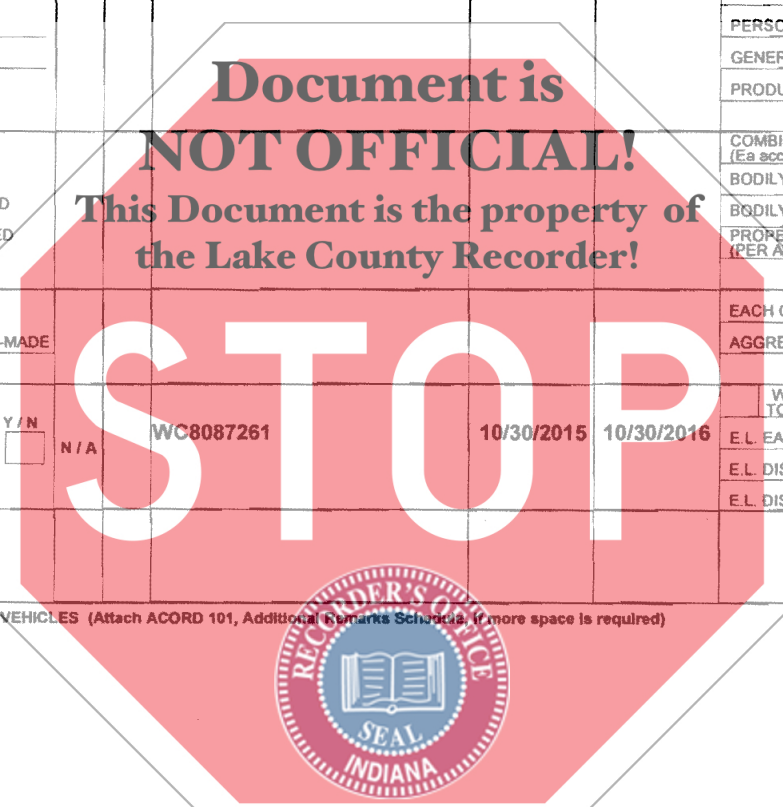 PERSO
GENER
Document is
PRODU
NOT OFFICIAL!
COMBI
(Ea acc
BODILY
D
This Document is the property of
BODILY
ED
PROPE
(PER A
the Lake County Recorder!
EACH
-MADE
AGGRE
STOP
W
TO
Y / N
N / A
WC8087261 10/30/2015 10/30/2016
E.L. EA
E.L. DIS
E.L. DIS
VEHICLES (Attach ACORD 101, Additional Remarks Schedule, if more space is required)
RECORDER'S OFFICE
SEAL
INDIANA